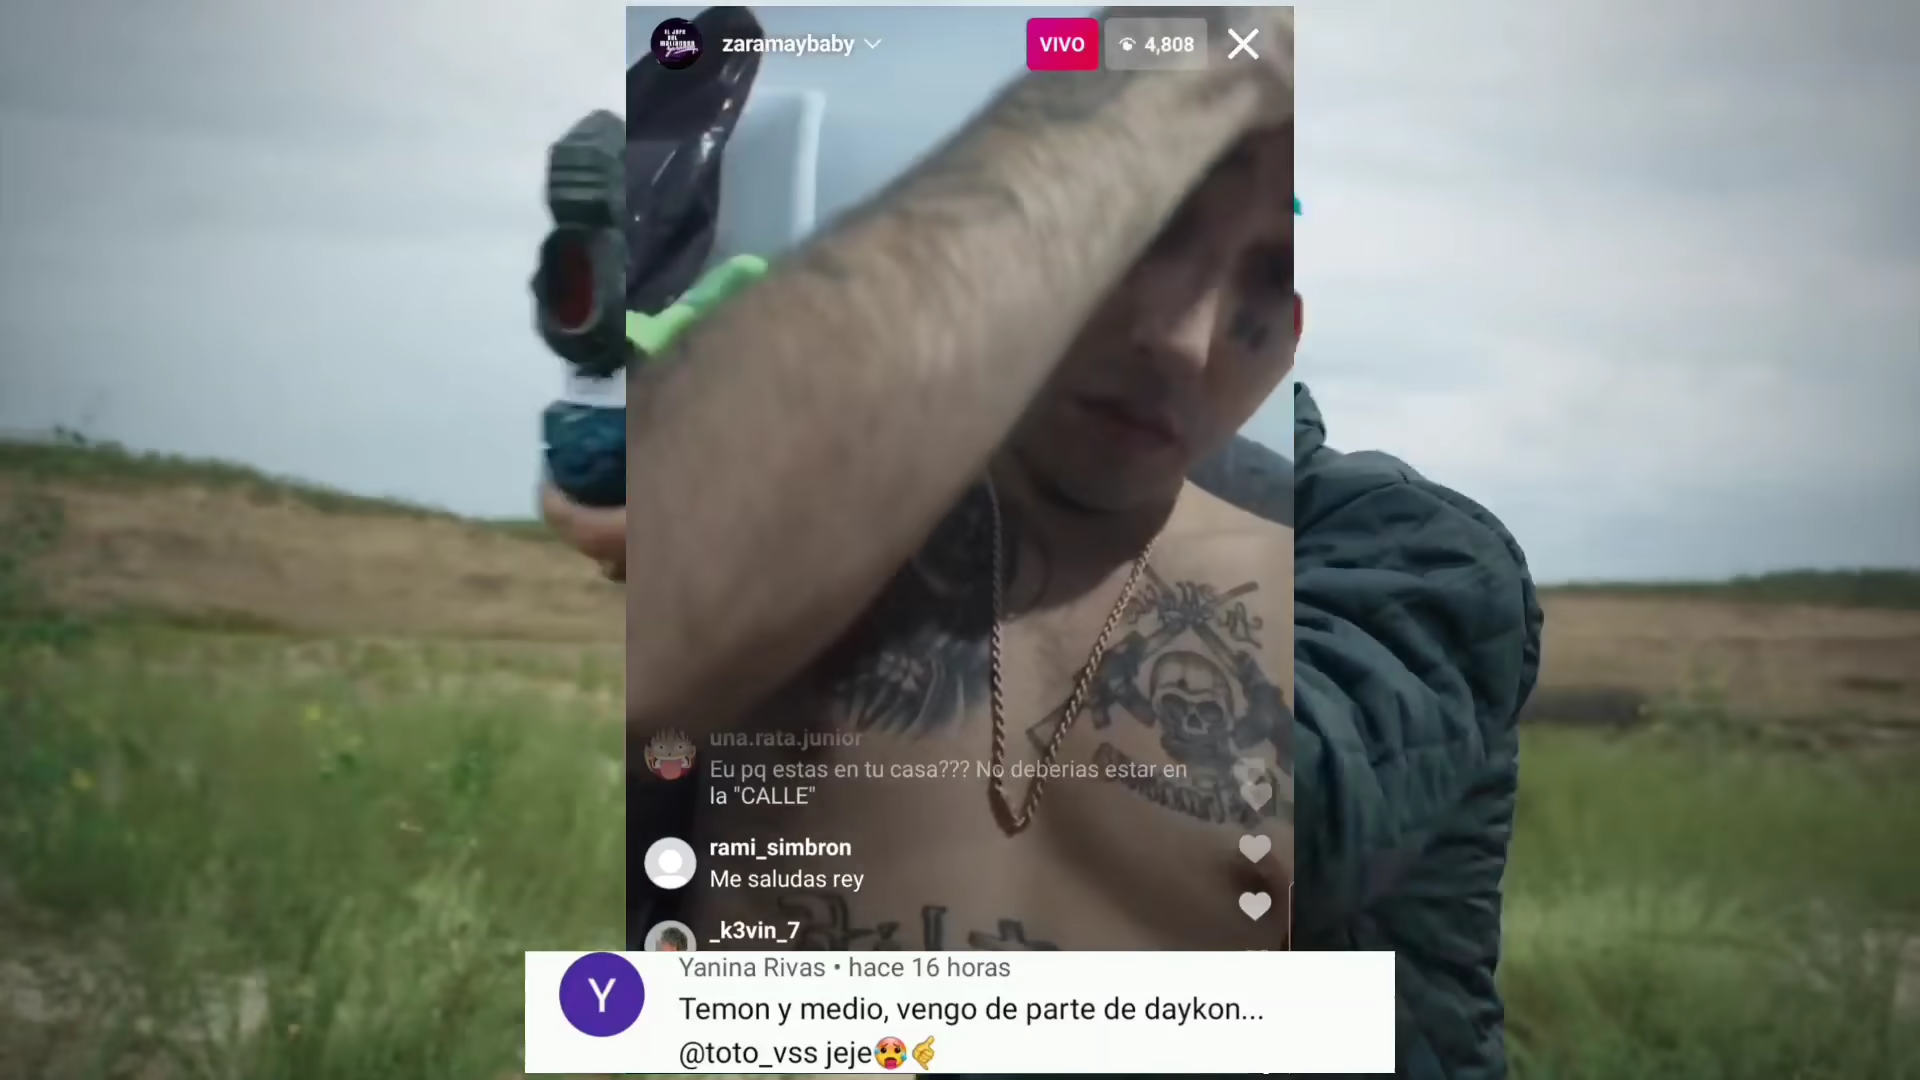 zaramaybaby
VIVO
4,808
una.rata.junior
Eu pq estas en tu casa??? No deberias estar en
la "CALLE"
rami_simbron
Me saludas rey
_k3vin_7
Yanina Rivas • hace 16 horas
Temon y medio, vengo de parte de daykon...
@toto_vss jeje🥵🤙